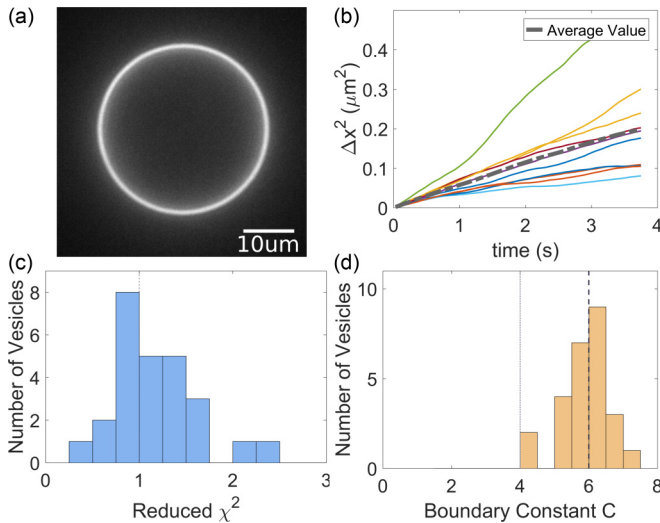 (a)
10um
(b)
Average Value
0.4
0.3
0.2
0.1
0
Δx² (μm²)
0 1 2 3 4
time (s)
(c)
8
6
4
2
0
Number of Vesicles
0 1 2 3
Reduced χ²
(d)
10
5
0
Number of Vesicles
0 2 4 6 8
Boundary Constant C